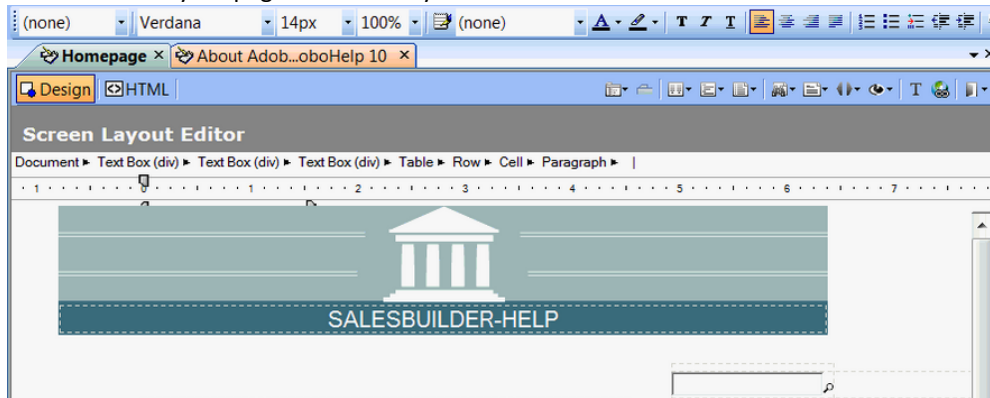 (none) Verdana 14px 100% (none) A T T T
Homepage × About Adob...oboHelp 10 ×
Design HTML T
Screen Layout Editor
Document ► Text Box (div) ► Text Box (div) ► Text Box (div) ► Table ► Row ► Cell ► Paragraph ► |
1 0 1 2 3 4 5 6 7
SALESBUILDER-HELP